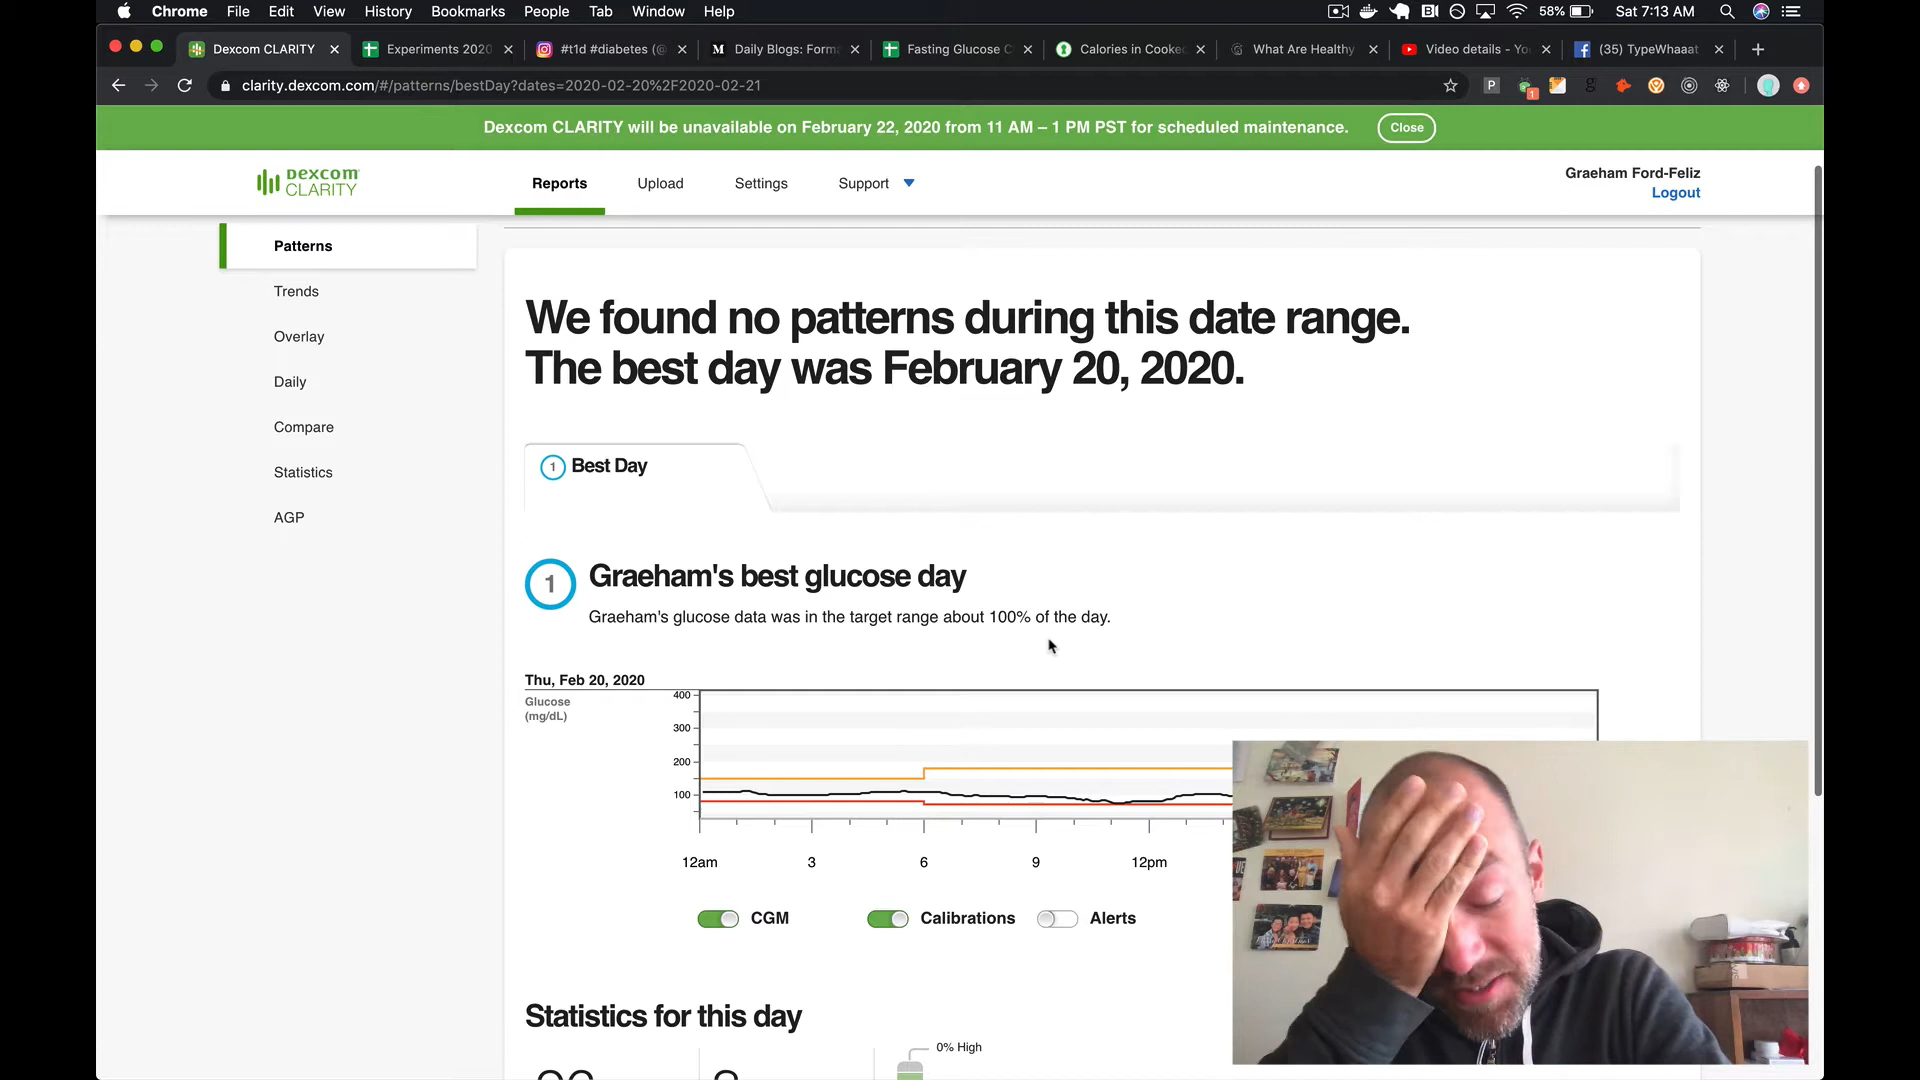 Chrome File Edit View History Bookmarks People Tab Window Help
58% Sat 7:13 AM
Dexcom CLARITY
Experiments 2020
#t1d #diabetes (@
Daily Blogs: Forma
Fasting Glucose C
Calories in Cooked
What Are Healthy
Video details - Yo
(35) TypeWhaaat
clarity.dexcom.com/#/patterns/bestDay?dates=2020-02-20%2F2020-02-21
Dexcom CLARITY will be unavailable on February 22, 2020 from 11 AM – 1 PM PST for scheduled maintenance.
Close
Dexcom
CLARITY
Reports
Upload
Settings
Support
Graeham Ford-Feliz
Logout
Patterns
Trends
Overlay
Daily
Compare
Statistics
AGP
We found no patterns during this date range.
The best day was February 20, 2020.
1 Best Day
1 Graeham's best glucose day
Graeham's glucose data was in the target range about 100% of the day.
Thu, Feb 20, 2020
Glucose
(mg/dL)
400
300
200
100
12am 3 6 9 12pm
CGM
Calibrations
Alerts
Statistics for this day
0% High